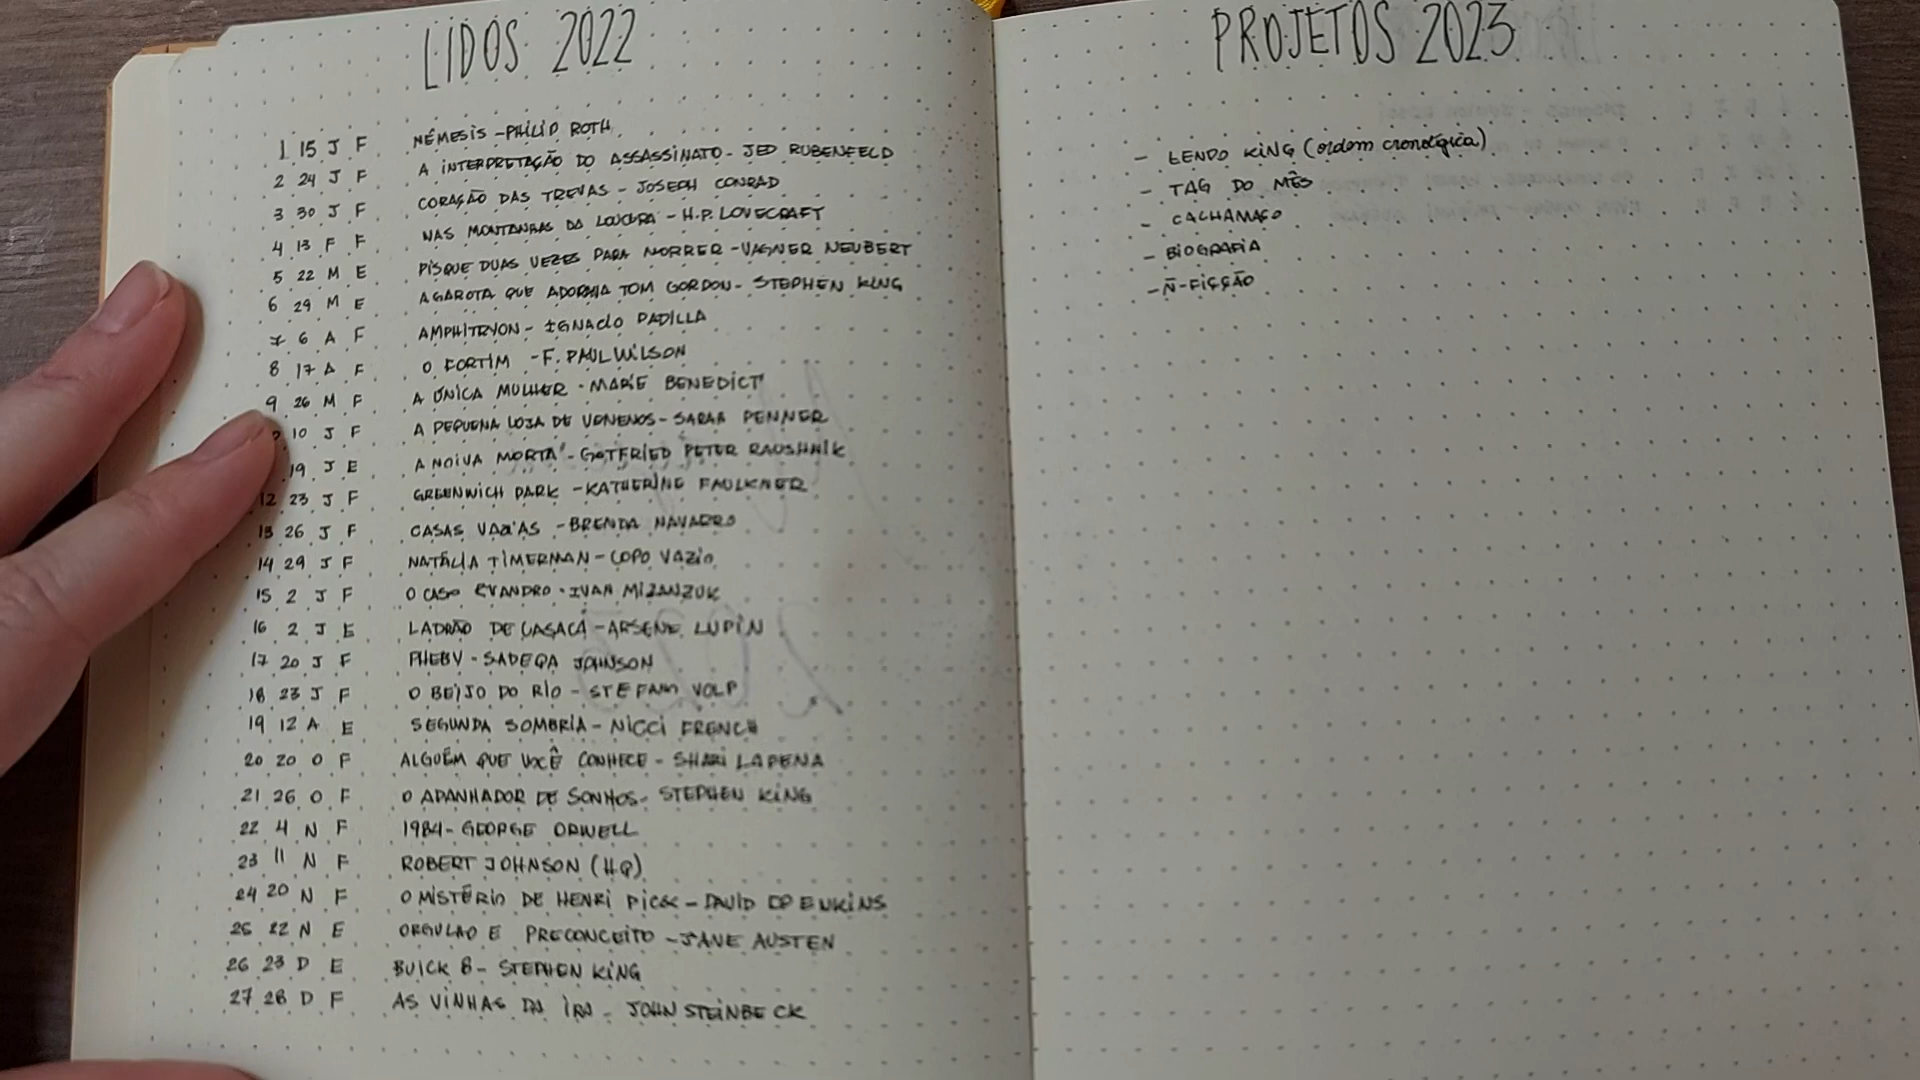 LIDOS 2022
1 15 J F NÉMESIS - PHILIP ROTH
2 24 J F A INTERPRETAÇÃO DO ASSASSINATO - JED RUBENFELD
3 30 J F CORAÇÃO DAS TREVAS - JOSEPH CONRAD
4 13 F F NAS MONTANHAS DA LOUCURA - H.P. LOVECRAFT
5 22 M E DISQUE DUAS VEZES PARA MORRER - VAGNER NEUBERT
6 29 M E A GAROTA QUE ADORAVA TOM GORDON - STEPHEN KING
7 6 A F AMPHITRYON - IGNACIO PADILLA
8 17 A F O FORTIM - F. PAUL WILSON
9 26 M F A ÚNICA MULHER - MARIE BENEDICT
10 J F A PEQUENA LOJA DE VENENOS - SARAH PENNER
19 J E A NOIVA MORTA - GOTFRIED PETER RAUSHNIK
12 23 J F GREENWICH PARK - KATHERINE FAULKNER
13 26 J F CASAS VAZIAS - BRENDA NAVARRO
14 29 J F NATÁLIA TIMERMAN - COPO VAZIO
15 2 J F O CASO EVANDRO - IVAN MIZANZUK
16 2 J E LADRÃO DE CASACA - ARSENE LUPIN
17 20 J F PHEBY - SADEQA JOHNSON
18 23 J F O BEIJO DO RIO - STEFANO VOLP
19 12 A E SEGUNDA SOMBRIA - NICCI FRENCH
20 20 O F ALGUÉM QUE VOCÊ CONHECE - SHARI LAPENA
21 26 O F O APANHADOR DE SONHOS - STEPHEN KING
22 4 N F 1984 - GEORGE ORWELL
23 11 N F ROBERT JOHNSON (HQ)
24 20 N F O MISTÉRIO DE HENRI PICK - DAVID
25 22 N E ORGULHO E PRECONCEITO - JANE AUSTEN
26 23 D E BUICK 8 - STEPHEN KING
27 28 D F AS VINHAS DA IRA - JOHN STEINBECK
PROJETOS 2023
- LENDO KING (ordem cronológica)
- TAG DO MÊS
- CALHAMAÇO
- BIOGRAFIA
- Ñ-FICÇÃO